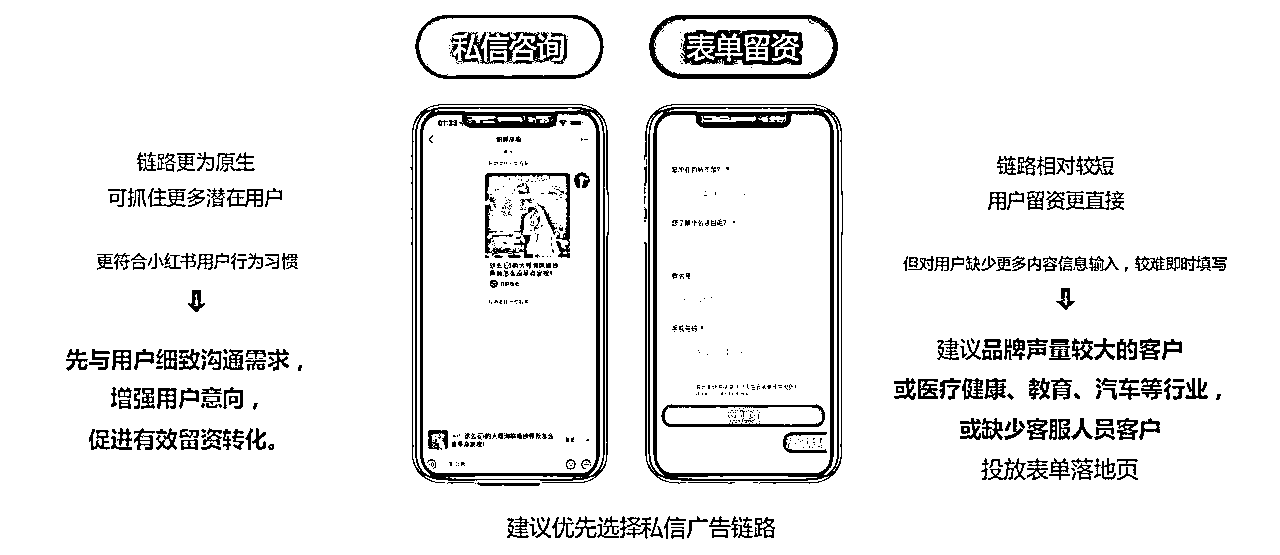 私信咨询
表单留资
链路更为原生
可抓住更多潜在用户
更符合小红书用户行为习惯
先与用户细致沟通需求，
增强用户意向，
促进有效留资转化。
手机号码 *
链路相对较短
用户留资更直接
但对用户缺少更多内容信息输入，较难即时填写
建议品牌声量较大的客户
或医疗健康、教育、汽车等行业，
或缺少客服人员客户
投放表单落地页
建议优先选择私信广告链路